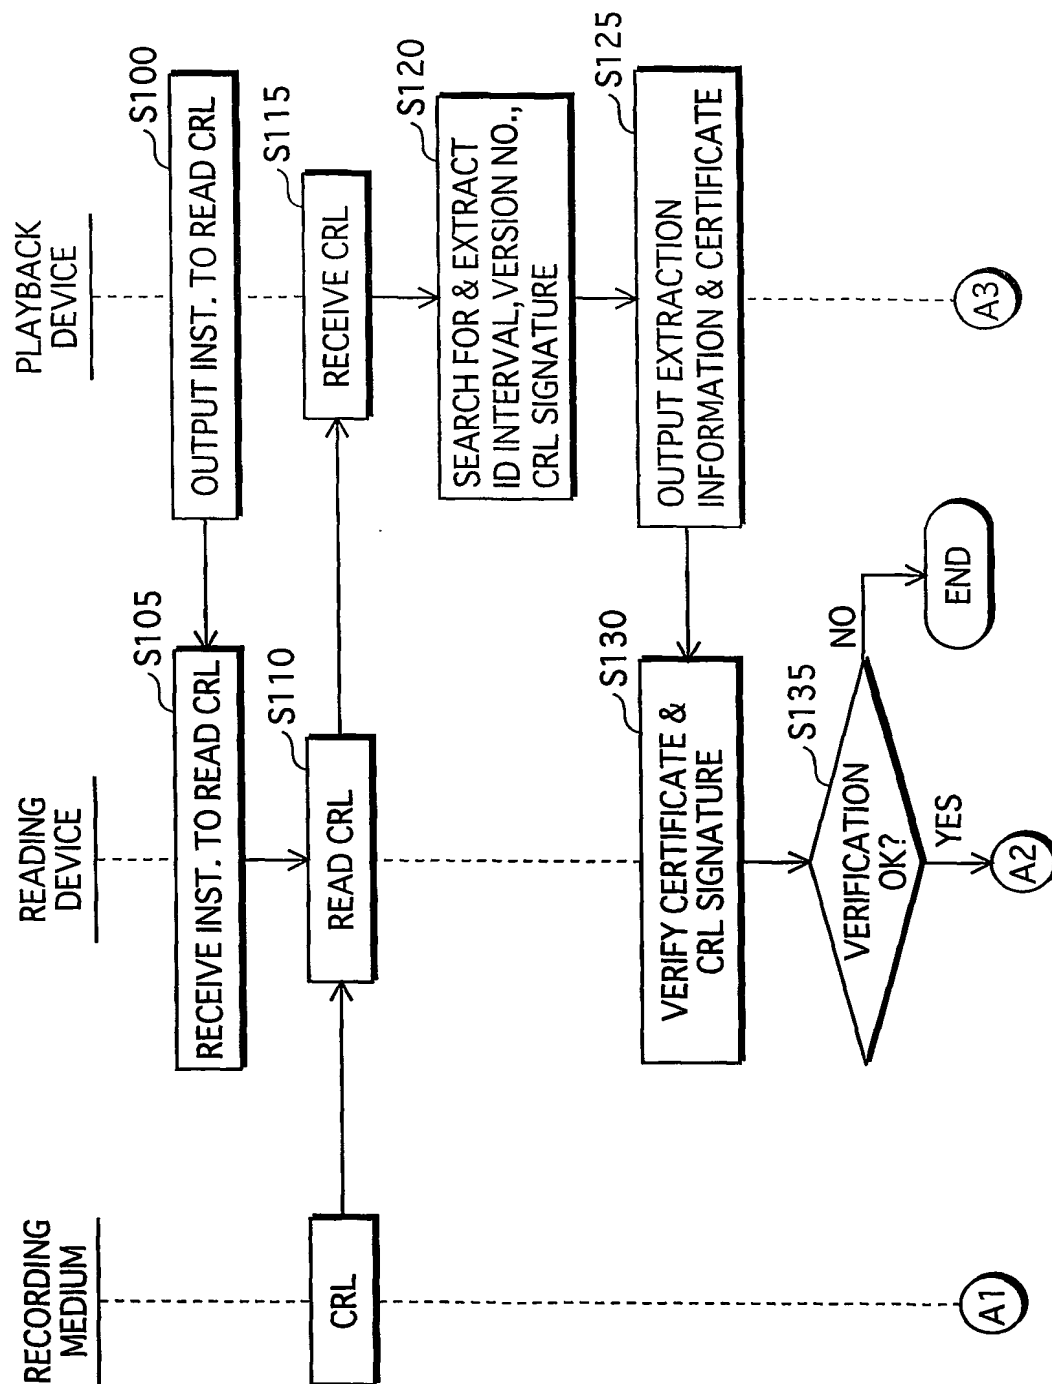 RECORDING
MEDIUM
READING
DEVICE
PLAYBACK
DEVICE
S100
OUTPUT INST. TO READ CRL
S105
RECEIVE INST. TO READ CRL
CRL
S110
READ CRL
S115
RECEIVE CRL
S120
SEARCH FOR & EXTRACT
ID INTERVAL, VERSION NO.,
CRL SIGNATURE
S125
OUTPUT EXTRACTION
INFORMATION & CERTIFICATE
S130
VERIFY CERTIFICATE &
CRL SIGNATURE
S135
VERIFICATION
OK?
NO
END
YES
A1
A2
A3